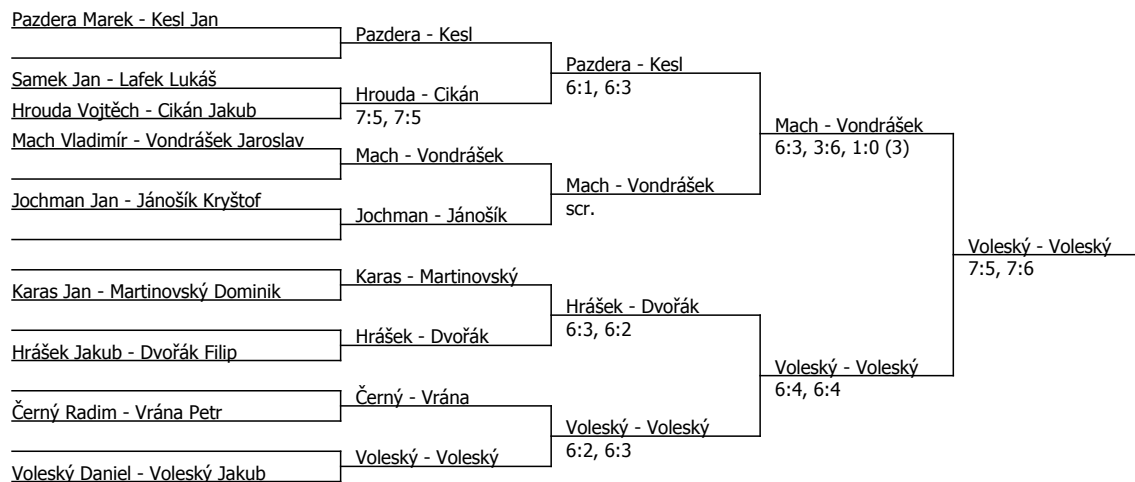 Pazdera Marek - Kesl Jan
Samek Jan - Lafek Lukáš
Hrouda Vojtěch - Cikán Jakub
Mach Vladimír - Vondrášek Jaroslav
Jochman Jan - Jánošík Kryštof
Karas Jan - Martinovský Dominik
Hrášek Jakub - Dvořák Filip
Černý Radim - Vrána Petr
Voleský Daniel - Voleský Jakub
Pazdera - Kesl
Hrouda - Cikán
7:5, 7:5
Mach - Vondrášek
Jochman - Jánošík
Karas - Martinovský
Hrášek - Dvořák
Černý - Vrána
Voleský - Voleský
Pazdera - Kesl
6:1, 6:3
Mach - Vondrášek
scr.
Hrášek - Dvořák
6:3, 6:2
Voleský - Voleský
6:2, 6:3
Mach - Vondrášek
6:3, 3:6, 1:0 (3)
Voleský - Voleský
6:4, 6:4
Voleský - Voleský
7:5, 7:6